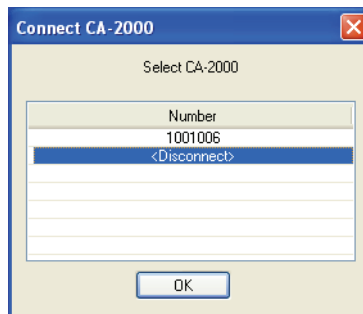 Connect CA-2000
Select CA-2000
Number
1001006
<Disconnect>
OK